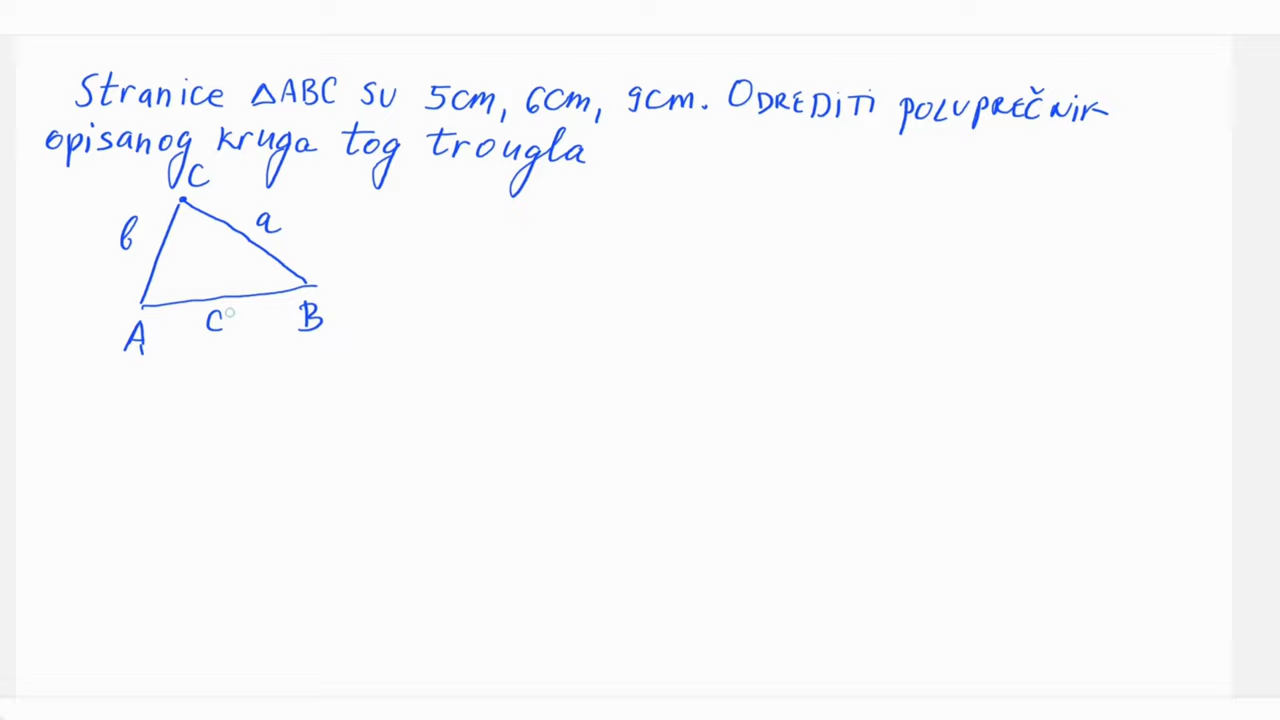 Stranice △ABC su 5cm, 6cm, 9cm. ODREDITI POLUPREČNIK
opisanog kruga tog trougla
C
b
a
c
A
B